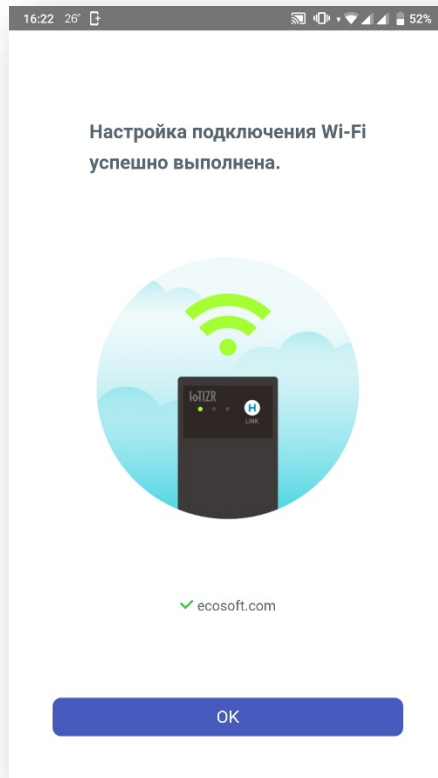 16:22 26° 52%
Настройка подключения Wi-Fi
успешно выполнена.
IoTIZR
H
LINK
ecosoft.com
OK